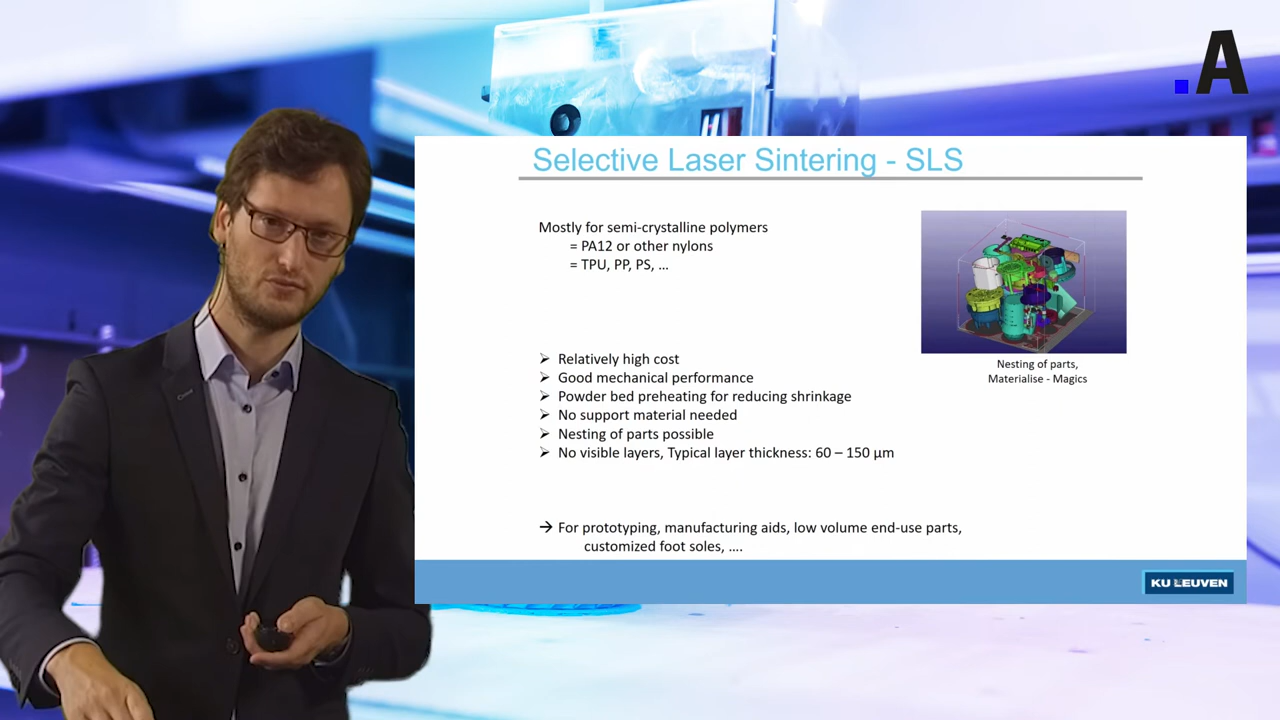 .A
Selective Laser Sintering - SLS
Mostly for semi-crystalline polymers
= PA12 or other nylons
= TPU, PP, PS, ...
Nesting of parts,
Materialise - Magics
➢ Relatively high cost
➢ Good mechanical performance
➢ Powder bed preheating for reducing shrinkage
➢ No support material needed
➢ Nesting of parts possible
➢ No visible layers, Typical layer thickness: 60 – 150 µm
→ For prototyping, manufacturing aids, low volume end-use parts,
customized foot soles, ....
KU LEUVEN